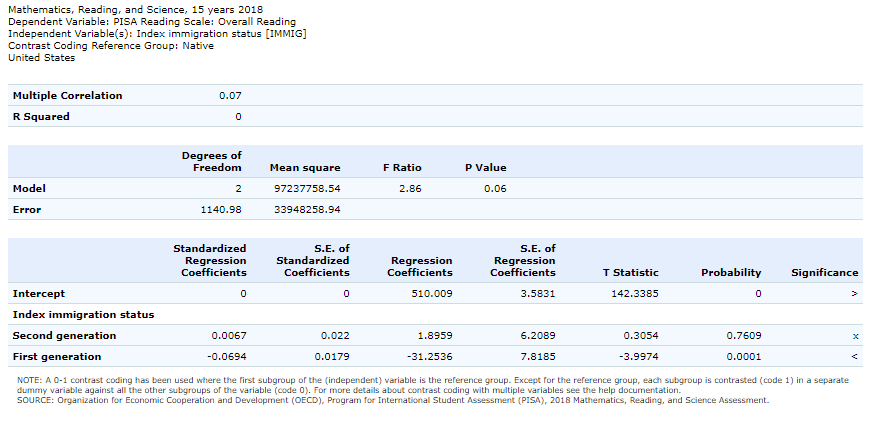 Mathematics, Reading, and Science, 15 years 2018
Dependent Variable: PISA Reading Scale: Overall Reading
Independent Variable(s): Index immigration status [IMMIG]
Contrast Coding Reference Group: Native
United States
Multiple Correlation 0.07
R Squared 0
Degrees of
Freedom Mean square F Ratio P Value
Model 2 97237758.54 2.86 0.06
Error 1140.98 33948258.94
Standardized S.E. of S.E. of
Regression Standardized Regression Regression
Coefficients Coefficients Coefficients Coefficients T Statistic Probability Significance
Intercept 0 0 510.009 3.5831 142.3385 0 >
Index immigration status
Second generation 0.0067 0.022 1.8959 6.2089 0.3054 0.7609 x
First generation -0.0694 0.0179 -31.2536 7.8185 -3.9974 0.0001 <
NOTE: A 0-1 contrast coding has been used where the first subgroup of the (independent) variable is the reference group. Except for the reference group, each subgroup is contrasted (code 1) in a separate
dummy variable against all the other subgroups of the variable (code 0). For more details about contrast coding with multiple variables see the help documentation.
SOURCE: Organization for Economic Cooperation and Development (OECD), Program for International Student Assessment (PISA), 2018 Mathematics, Reading, and Science Assessment.